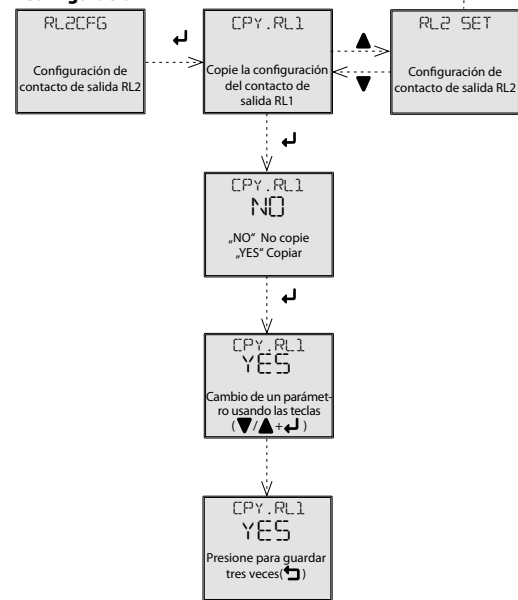 RL2CFG
Configuración de
contacto de salida RL2
CPY.RL1
Copie la configuración
del contacto de
salida RL1
RL2 SET
Configuración de
contacto de salida RL2
CPY.RL1
NO
„NO“ No copie
„YES“ Copiar
CPY.RL1
YES
Cambio de un parámet-
ro usando las teclas
( / + )
CPY.RL1
YES
Presione para guardar
tres veces( )